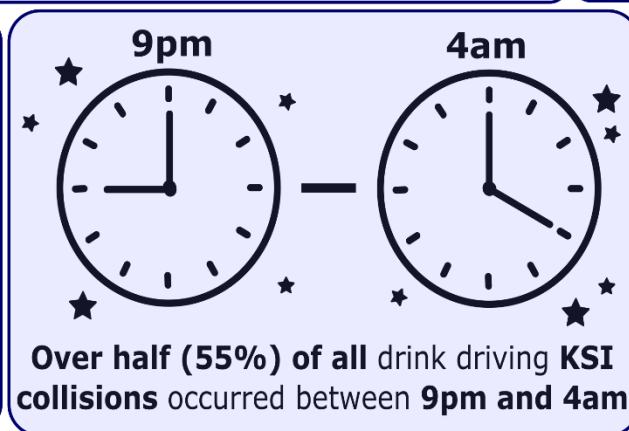 9pm
4am
Over half (55%) of all drink driving KSI
collisions occurred between 9pm and 4am